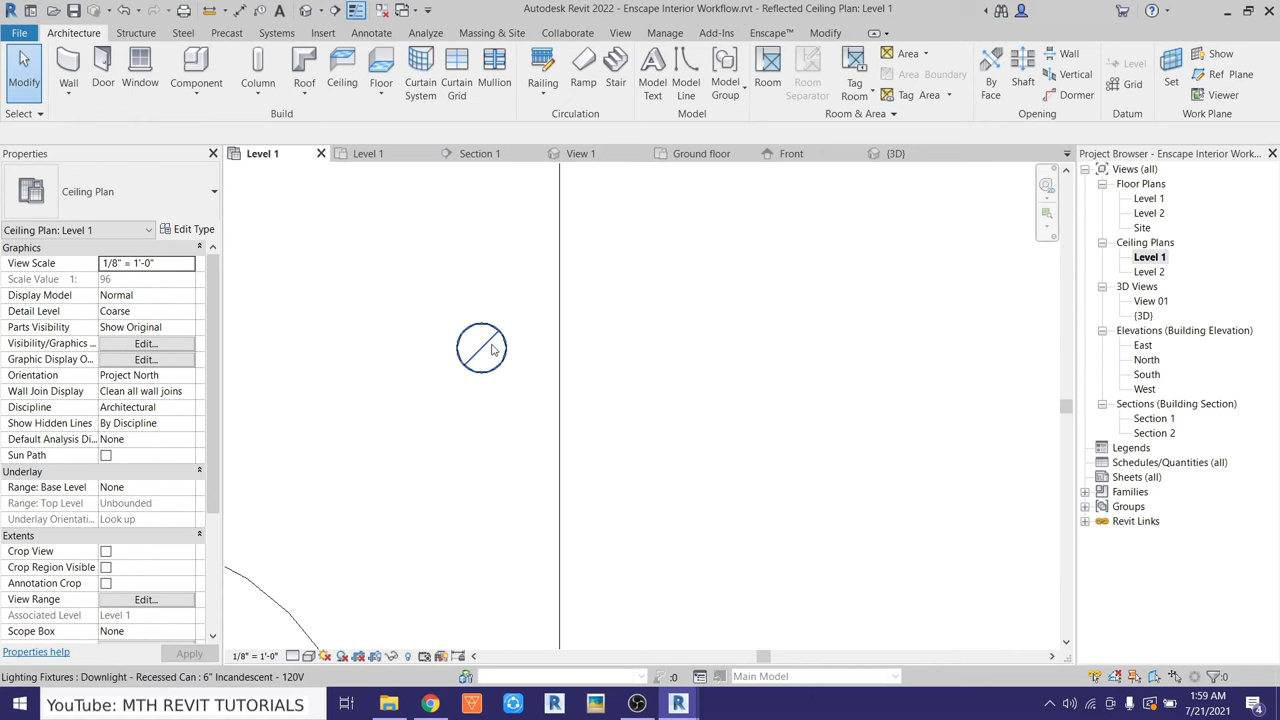 Autodesk Revit 2022 - Enscape Interior Workflow.rvt - Reflected Ceiling Plan: Level 1
File Architecture Structure Steel Precast Systems Insert Annotate Analyze Massing & Site Collaborate View Manage Add-Ins Enscape™ Modify
Modify Wall Door Window Component Column Roof Ceiling Floor Curtain System Curtain Grid Mullion Railing Ramp Stair Model Text Model Line Model Group Room Room Separator Tag Room
Area
Area Boundary
Tag Area
By Face Shaft
Wall
Vertical
Dormer
Level
Grid
Set
Show
Ref Plane
Viewer
Select Build Circulation Model Room & Area Opening Datum Work Plane
Properties
Level 1 Level 1 Section 1 View 1 Ground floor Front {3D}
Project Browser - Enscape Interior Wok...
Ceiling Plan
Ceiling Plan: Level 1 Edit Type
Graphics
View Scale 1/8" = 1'-0"
Scale Value 1: 96
Display Model Normal
Detail Level Coarse
Parts Visibility Show Original
Visibility/Graphics ... Edit...
Graphic Display O... Edit...
Orientation Project North
Wall Join Display Clean all wall joins
Discipline Architectural
Show Hidden Lines By Discipline
Default Analysis Di... None
Sun Path
Underlay
Range: Base Level None
Range: Top Level Unbounded
Underlay Orientati... Look up
Extents
Crop View
Crop Region Visible
Annotation Crop
View Range Edit...
Associated Level Level 1
Scope Box None
Properties help Apply
Views (all)
Floor Plans
Level 1
Level 2
Site
Ceiling Plans
Level 1
Level 2
3D Views
View 01
{3D}
Elevations (Building Elevation)
East
North
South
West
Sections (Building Section)
Section 1
Section 2
Legends
Schedules/Quantities (all)
Sheets (all)
Families
Groups
Revit Links
1/8" = 1'-0"
Lighting Fixtures : Downlight - Recessed Can : 6" Incandescent - 120V
:0
Main Model
:0
YouTube: MTH REVIT TUTORIALS
1:59 AM
7/21/2021
4